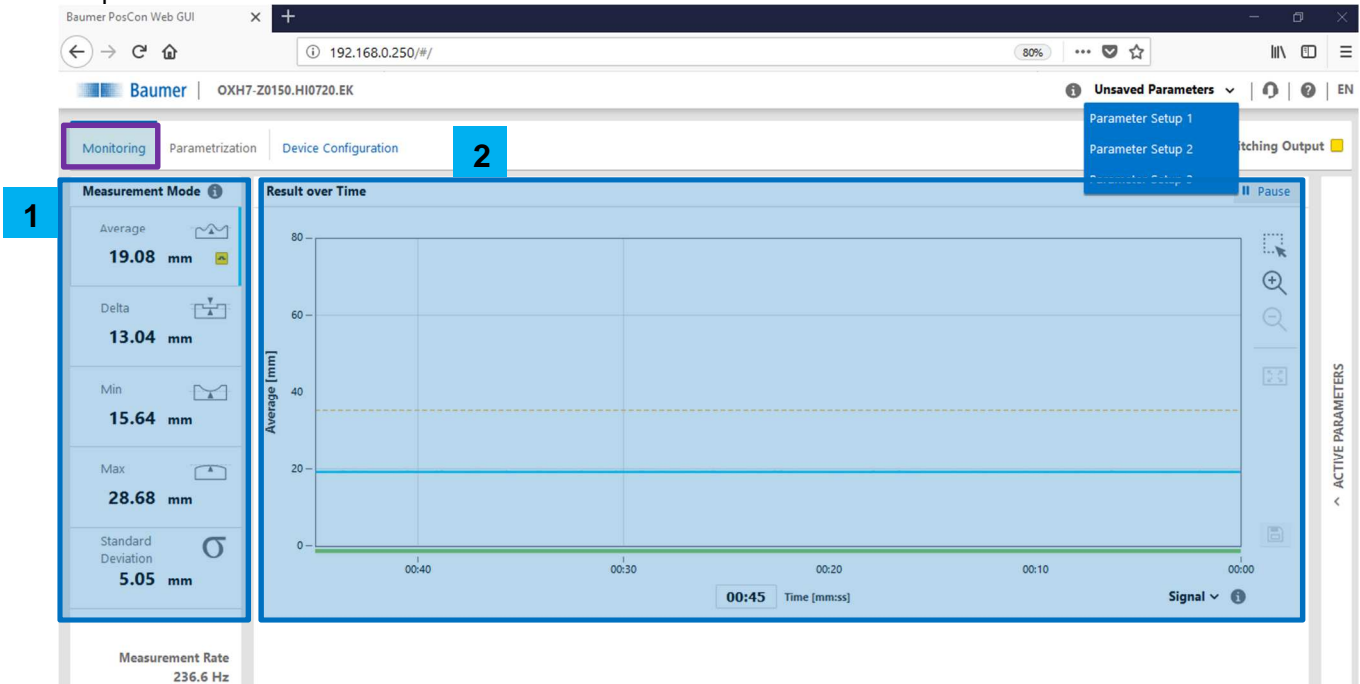 Baumer PosCon Web GUI
192.168.0.250/#/
80%
Baumer | OXH7-Z0150.HI0720.EK
Unsaved Parameters
EN
Parameter Setup 1
Parameter Setup 2
Parameter Setup 3
Monitoring
Parametrization
Device Configuration
2
Output
1
Measurement Mode
Average
19.08 mm
Delta
13.04 mm
Min
15.64 mm
Max
28.68 mm
Standard
Deviation
5.05 mm
Measurement Rate
236.6 Hz
Result over Time
Pause
80
60
40
20
0
Average [mm]
00:40
00:30
00:20
00:10
00:00
00:45 Time [mm:ss]
Signal
ACTIVE PARAMETERS